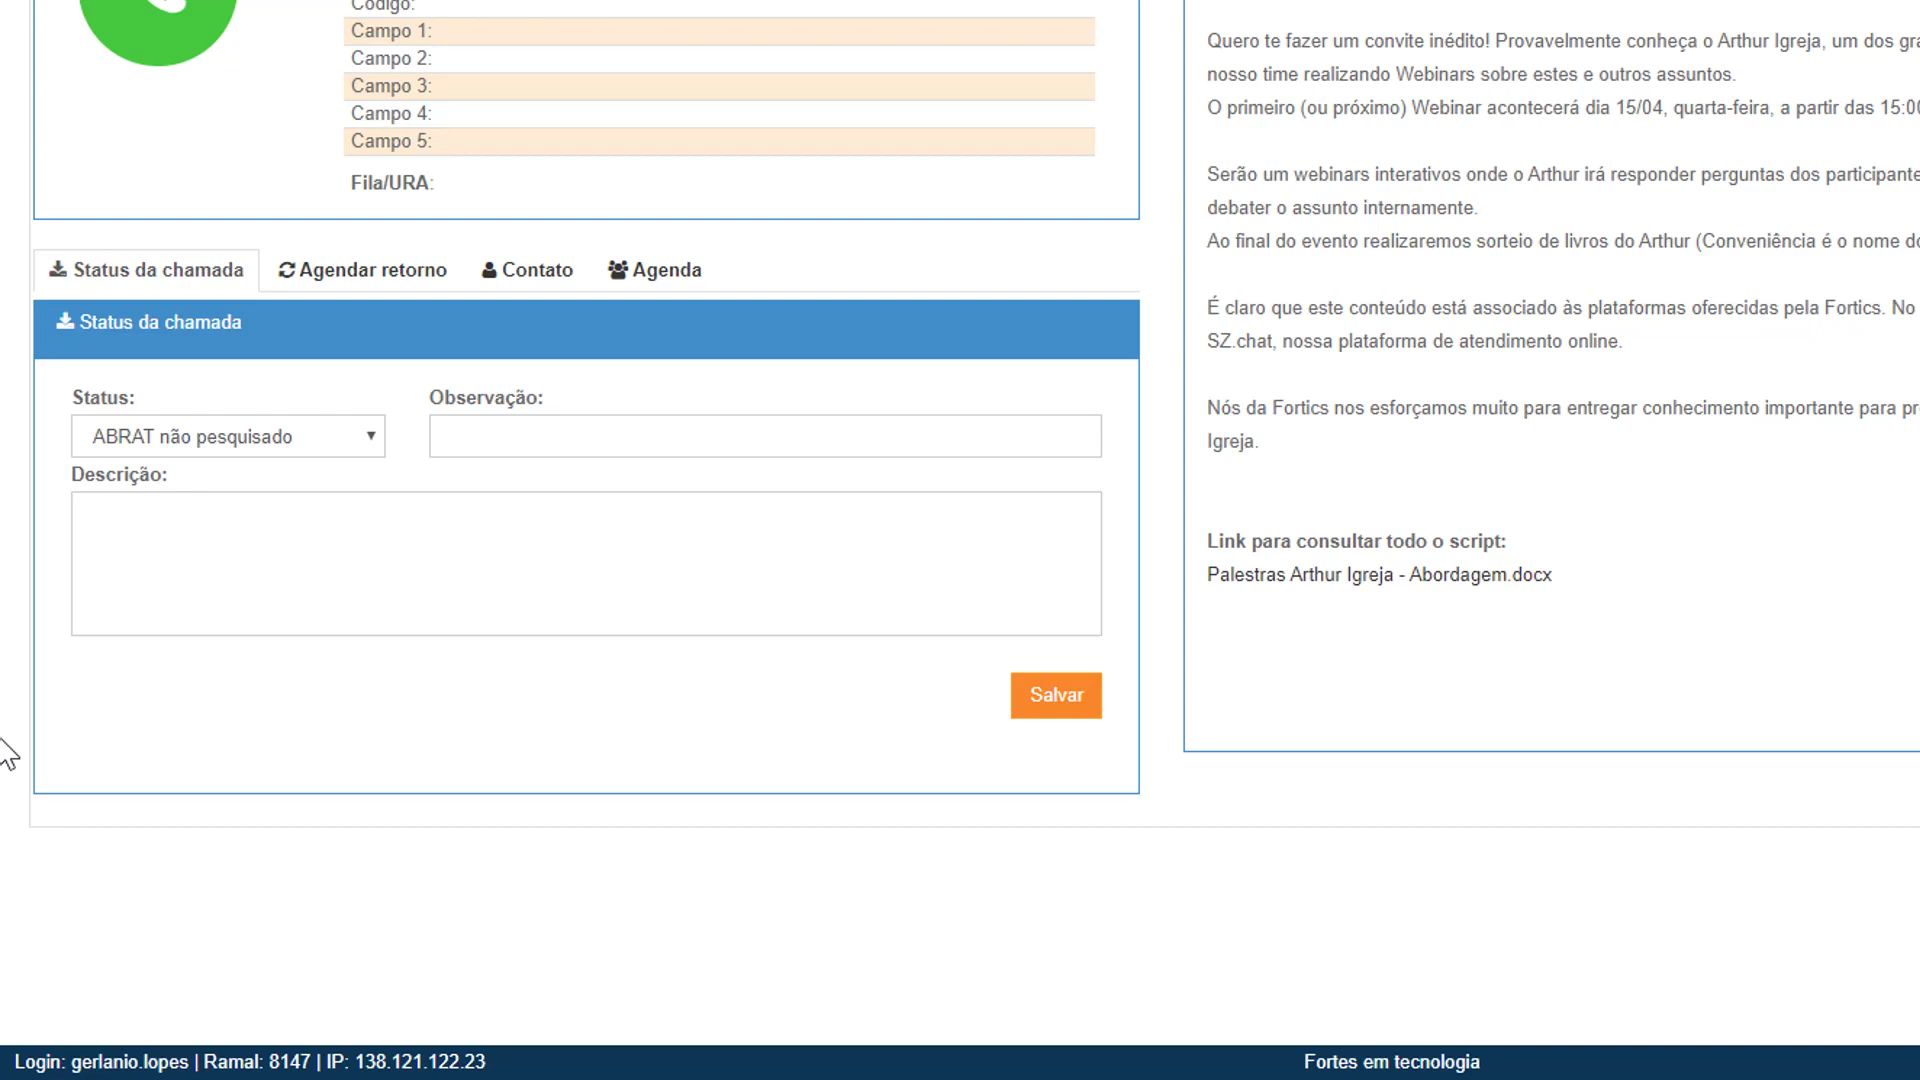 Código:
Campo 1:
Campo 2:
Campo 3:
Campo 4:
Campo 5:
Fila/URA:
Status da chamada
Agendar retorno
Contato
Agenda
Status da chamada
Status:
Observação:
ABRAT não pesquisado
Descrição:
Salvar
Quero te fazer um convite inédito! Provavelmente conheça o Arthur Igreja, um dos
nosso time realizando Webinars sobre estes e outros assuntos.
O primeiro (ou próximo) Webinar acontecerá dia 15/04, quarta-feira, a partir das
Serão um webinars interativos onde o Arthur irá responder perguntas dos
debater o assunto internamente.
Ao final do evento realizaremos sorteio de livros do Arthur (Conveniência é o nome
É claro que este conteúdo está associado às plataformas oferecidas pela Fortics. No
SZ.chat, nossa plataforma de atendimento online.
Nós da Fortics nos esforçamos muito para entregar conhecimento importante para
Igreja.
Link para consultar todo o script:
Palestras Arthur Igreja - Abordagem.docx
Login: gerlanio.lopes | Ramal: 8147 | IP: 138.121.122.23
Fortes em tecnologia